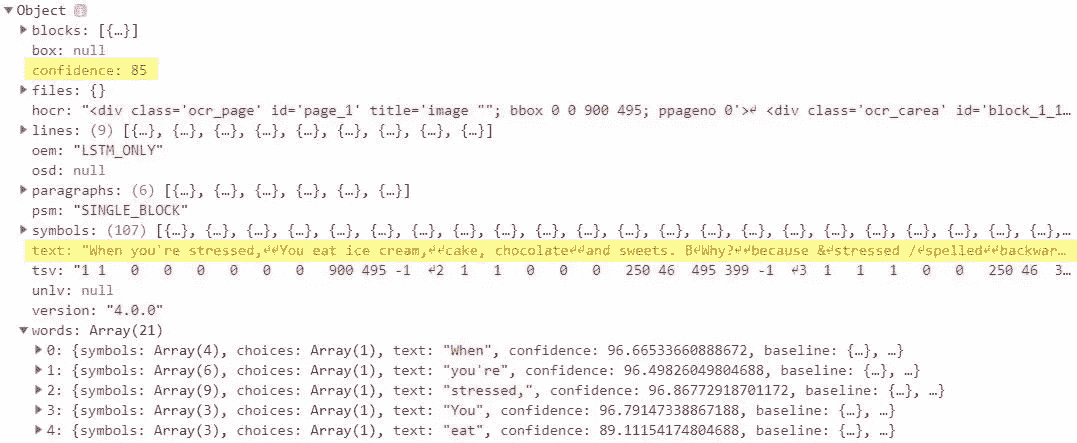 ▼Object i
▶blocks: [{…}]
box: null
confidence: 85
▶files: {}
hocr: "<div class='ocr_page' id='page_1' title='image ""; bbox 0 0 900 495; ppageno 0'>↵ <div class='ocr_carea' id='block_1_1…
▶lines: (9) [{…}, {…}, {…}, {…}, {…}, {…}, {…}, {…}, {…}]
oem: "LSTM_ONLY"
osd: null
▶paragraphs: (6) [{…}, {…}, {…}, {…}, {…}, {…}]
psm: "SINGLE_BLOCK"
▶symbols: (107) [{…}, {…}, {…}, {…}, {…}, {…}, {…}, {…}, {…}, {…}, {…}, {…}, {…}, {…}, {…}, {…}, {…}, {…}, {…},…
text: "When you're stressed,↵↵You eat ice cream,↵↵cake, chocolate↵↵and sweets. B↵Why?↵↵because &↵stressed /↵spelled↵↵backwar…
tsv: "1 1 0 0 0 0 0 0 900 495 -1 ↵2 1 1 0 0 0 250 46 495 399 -1 ↵3 1 1 1 0 0 250 46 3…
unlv: null
version: "4.0.0"
▼words: Array(21)
▶0: {symbols: Array(4), choices: Array(1), text: "When", confidence: 96.66533660888672, baseline: {…}, …}
▶1: {symbols: Array(6), choices: Array(1), text: "you're", confidence: 96.49826049804688, baseline: {…}, …}
▶2: {symbols: Array(9), choices: Array(1), text: "stressed,", confidence: 96.86772918701172, baseline: {…}, …}
▶3: {symbols: Array(3), choices: Array(1), text: "You", confidence: 96.79147338867188, baseline: {…}, …}
▶4: {symbols: Array(3), choices: Array(1), text: "eat", confidence: 89.11154174804688, baseline: {…}, …}